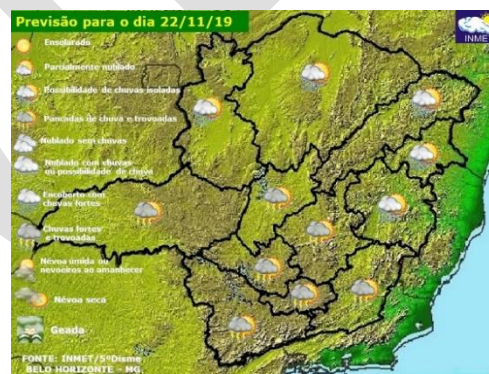 Previsão para o dia 22/11/19
INMET
Ensolarado
Parcialmente nublado
Possibilidade de chuvas isoladas
Pancadas de chuva e trovoadas
Nublado sem chuvas
Nublado com chuvas
ou possibilidade de chuva
Encoberto com
chuvas fortes
Chuvas fortes
e trovoadas
Névoa úmida ou
nevoeiros ao amanhecer
Névoa seca
Geada
FONTE: INMET/5ºDisme
BELO HORIZONTE - MG.